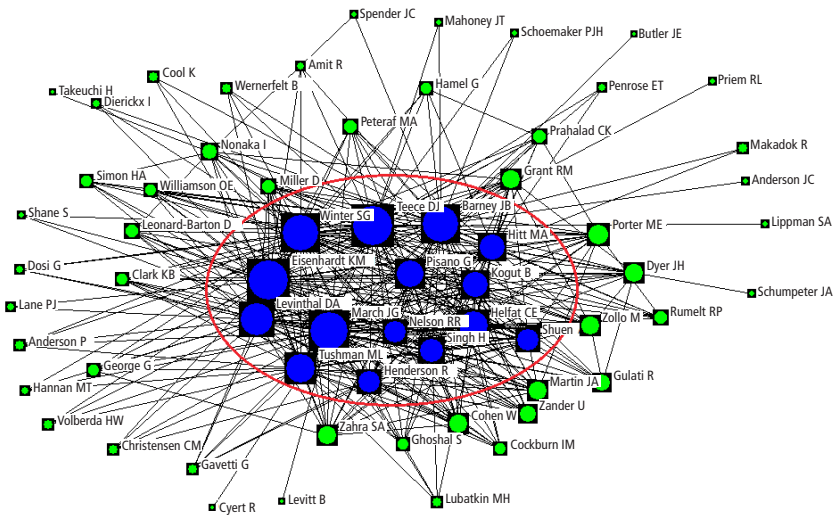 Spender JC
Mahoney JT
Schoemaker PJH
Butler JE
Amit R
Cool K
Wernerfelt B
Hamel G
Penrose ET
Priem RL
Takeuchi H
Dierickx I
Peteraf MA
Prahalad CK
Nonaka I
Makadok R
Simon HA
Williamson OE
Miller D
Grant RM
Anderson JC
Teece DJ
Barney JB
Shane S
Leonard-Barton D
Winter SG
Hitt MA
Porter ME
Lippman SA
Dosi G
Eisenhardt KM
Pisano G
Kogut B
Dyer JH
Clark KB
Schumpeter JA
Lane PJ
Levinthal DA
March JG
Helfat CE
Zollo M
Rumelt RP
Nelson RR
Shuen
Anderson P
Singh H
Tushman ML
George G
Henderson R
Martin JA
Gulati R
Hannan MT
Volberda HW
Zander U
Cohen W
Zahra SA
Ghoshal S
Cockburn IM
Christensen CM
Gavetti G
Levitt B
Cyert R
Lubatkin MH